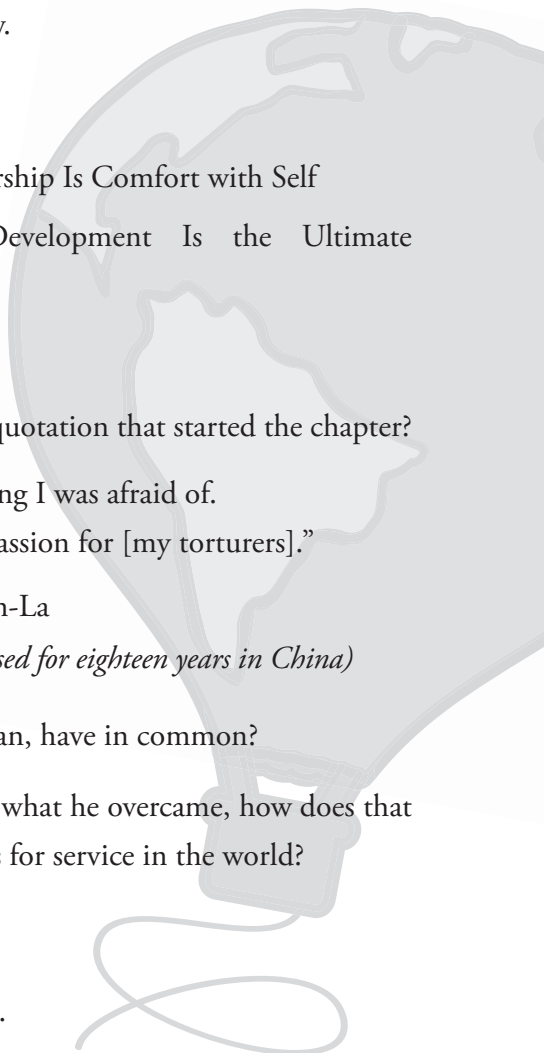 y.
rship Is Comfort with Self
Development Is the Ultimate
quotation that started the chapter?
ng I was afraid of.
assion for [my torturers].”
n-La
sed for eighteen years in China)
an, have in common?
what he overcame, how does that
s for service in the world?
.